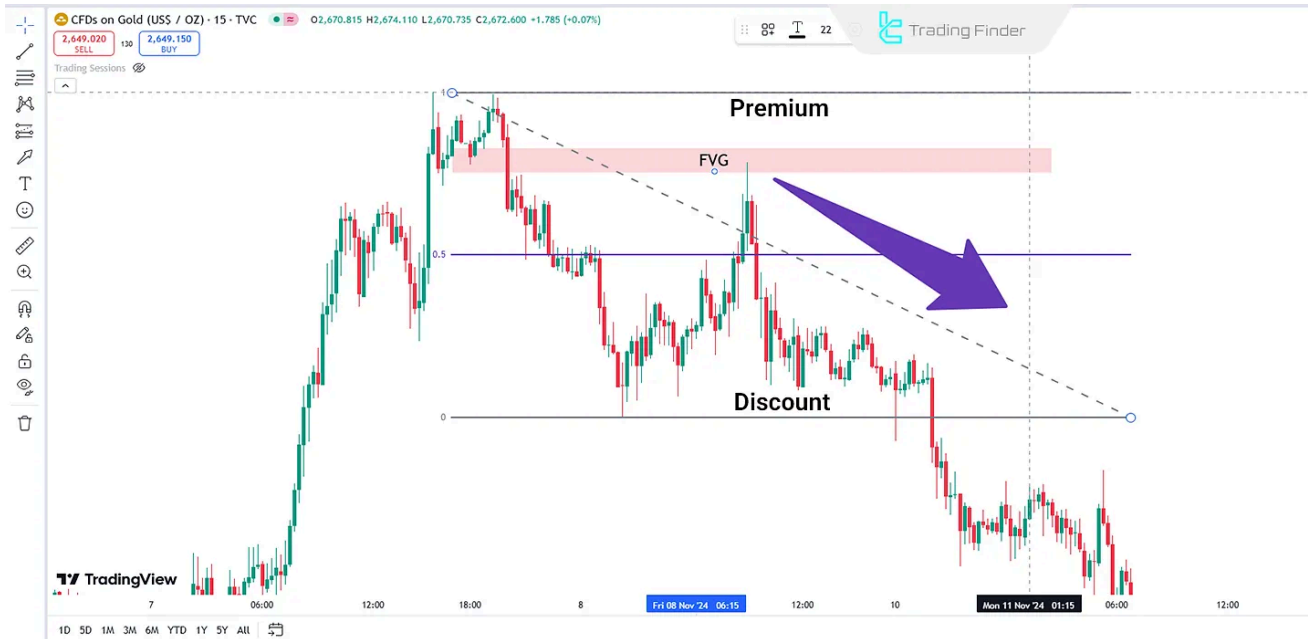 CFDs on Gold (US$ / OZ) · 15 · TVC O2,670.815 H2,674.110 L2,670.735 C2,672.600 +1.785 (+0.07%)
2,649.020 SELL
130
2,649.150 BUY
T 22
Trading Finder
Trading Sessions
1
Premium
FVG
0.5
Discount
0
TradingView
7 06:00 12:00 18:00 8 Fri 08 Nov '24 06:15 12:00 10 Mon 11 Nov '24 01:15 06:00 12:00
1D 5D 1M 3M 6M YTD 1Y 5Y All